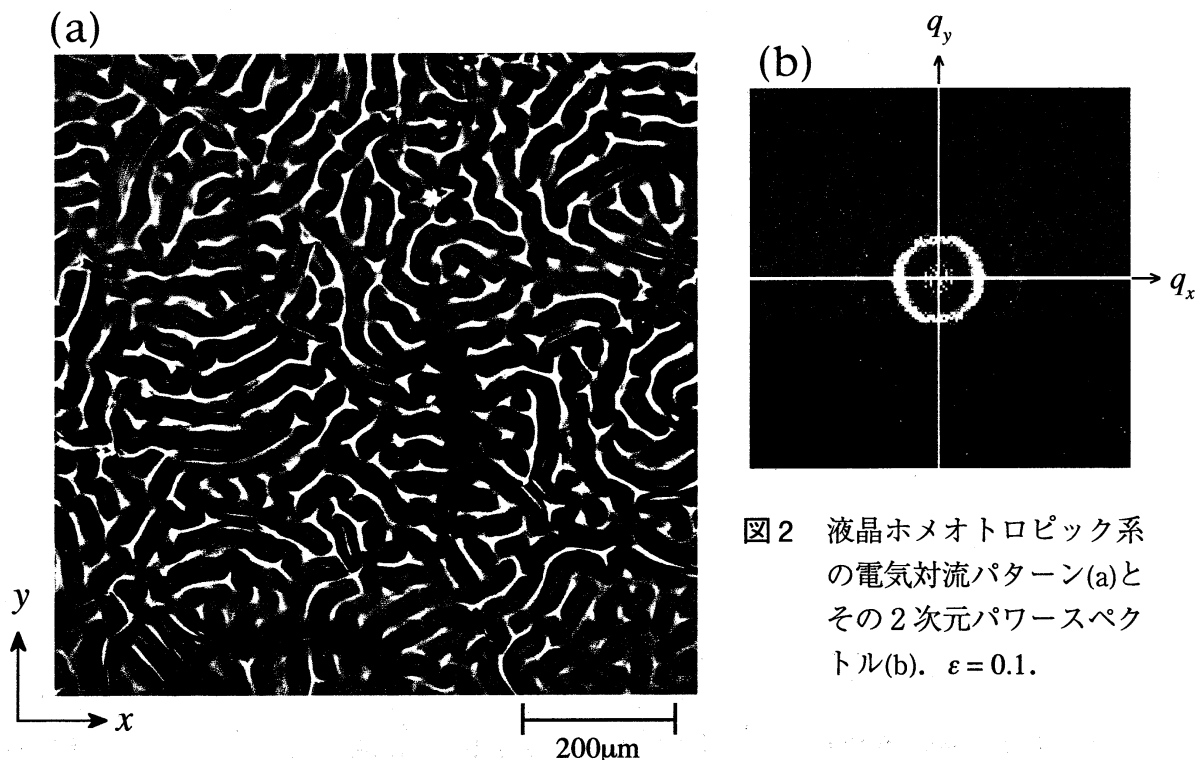 (a)
y
x
200μm
(b)
q_y
q_x
図2 液晶ホメオトロピック系
の電気対流パターン(a)と
その2次元パワースペク
トル(b). ε=0.1.